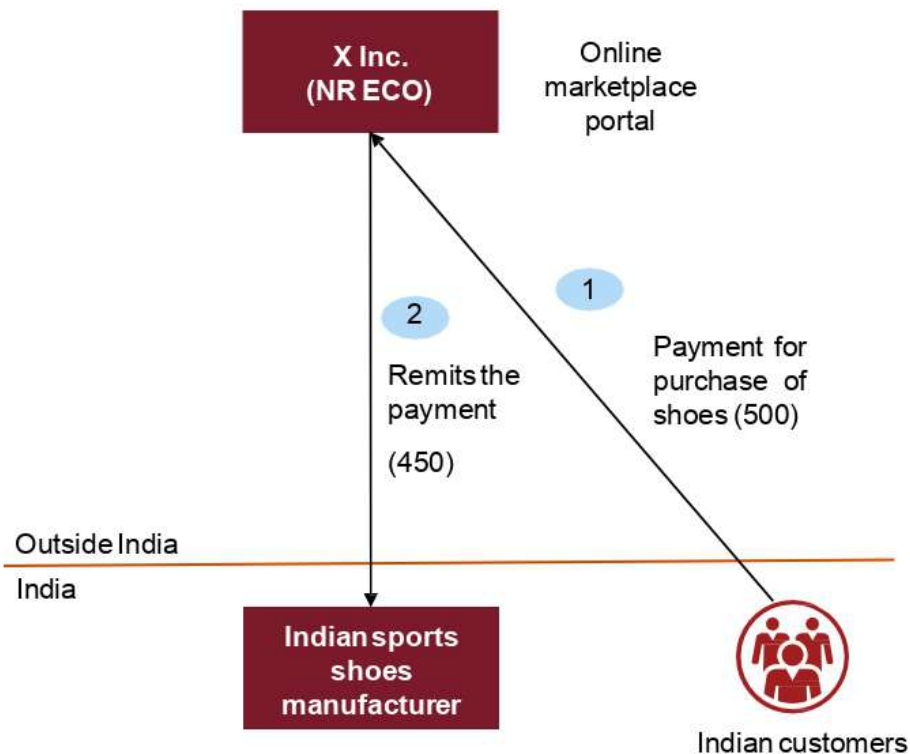 X Inc.
(NR ECO)
Online
marketplace
portal
1
2
Payment for
purchase of
shoes (500)
Remits the
payment
(450)
Outside India
India
Indian sports
shoes
manufacturer
Indian customers